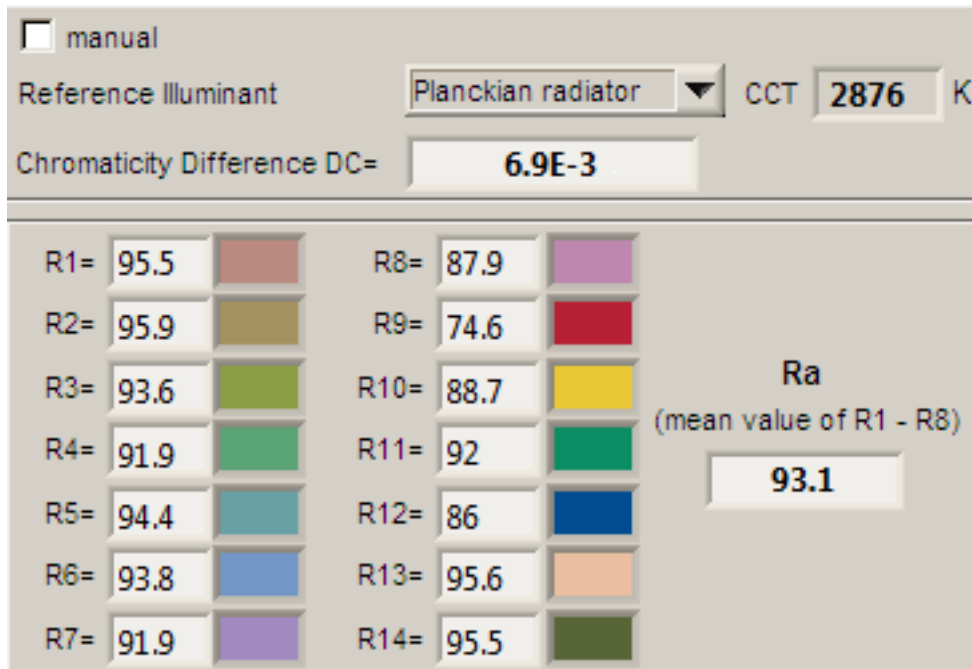 manual
Reference Illuminant Planckian radiator CCT 2876 K
Chromaticity Difference DC= 6.9E-3
R1= 95.5 R8= 87.9
R2= 95.9 R9= 74.6
R3= 93.6 R10= 88.7
Ra
(mean value of R1 - R8)
R4= 91.9 R11= 92
93.1
R5= 94.4 R12= 86
R6= 93.8 R13= 95.6
R7= 91.9 R14= 95.5